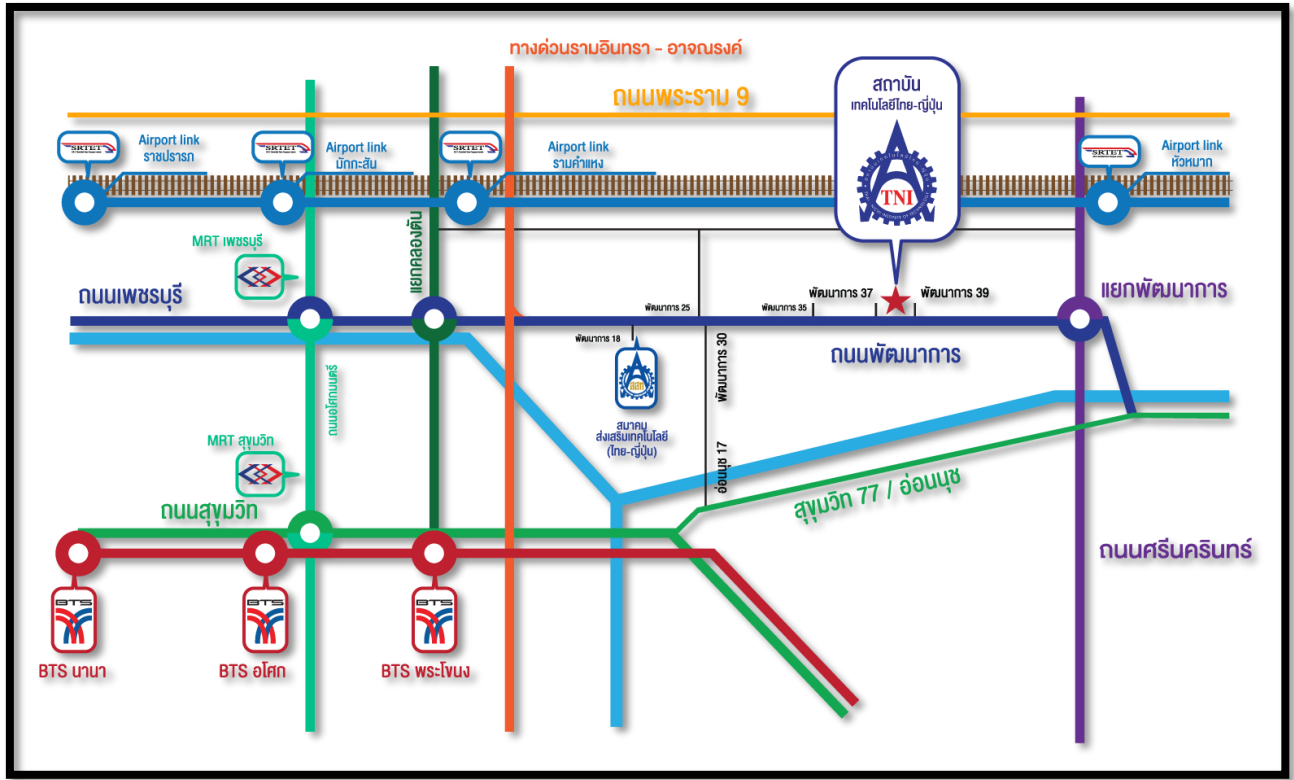 ทางด่วนรามอินทรา - อาจณรงค์
ถนนพระราม 9
สถาบัน
เทคโนโลยีไทย-ญี่ปุ่น
TNI
SRTET
Airport link
ราชปรารภ
SRTET
Airport link
มักกะสัน
SRTET
Airport link
รามคำแหง
SRTET
Airport link
หัวหมาก
MRT เพชรบุรี
แยกคลองตัน
ถนนเพชรบุรี
พัฒนาการ 25
พัฒนาการ 35
พัฒนาการ 37
พัฒนาการ 39
แยกพัฒนาการ
พัฒนาการ 18
พัฒนาการ 30
ถนนพัฒนาการ
ถนนอโศกมนตรี
สสท
สมาคม
ส่งเสริมเทคโนโลยี
(ไทย-ญี่ปุ่น)
MRT สุขุมวิท
อ่อนนุช 17
สุขุมวิท 77 / อ่อนนุช
ถนนสุขุมวิท
ถนนศรีนครินทร์
BTS
BTS นานา
BTS
BTS อโศก
BTS
BTS พระโขนง